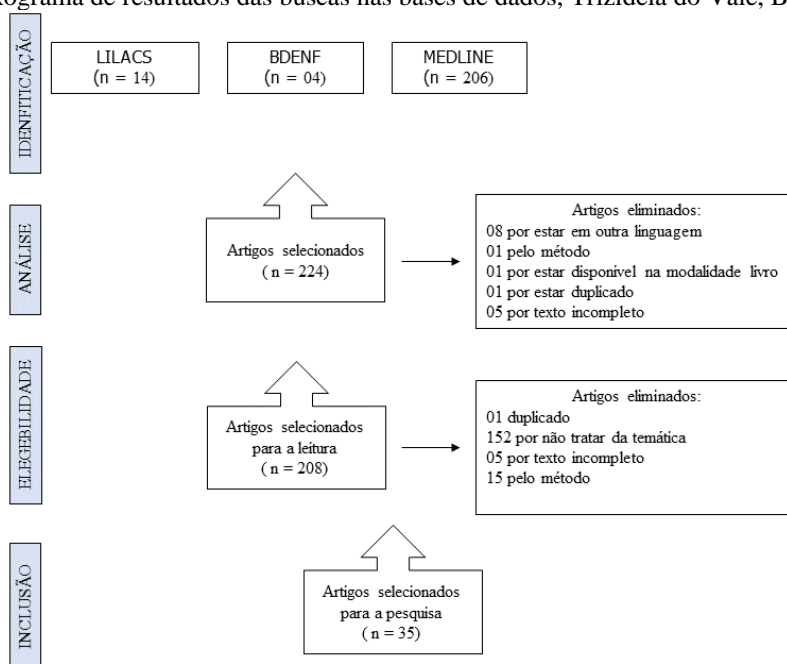 xograma de resultados das buscas nas bases de dados, Trizidela do Vale, B
IDENFITICAÇÃO
LILACS
(n = 14)
BDENF
(n = 04)
MEDLINE
(n = 206)
ANÁLISE
Artigos selecionados
( n = 224)
Artigos eliminados:
08 por estar em outra linguagem
01 pelo método
01 por estar disponivel na modalidade livro
01 por estar duplicado
05 por texto incompleto
ELEGEBILIDADE
Artigos selecionados
para a leitura
( n = 208)
Artigos eliminados:
01 duplicado
152 por não tratar da temática
05 por texto incompleto
15 pelo método
INCLUSÃO
Artigos selecionados
para a pesquisa
( n = 35)